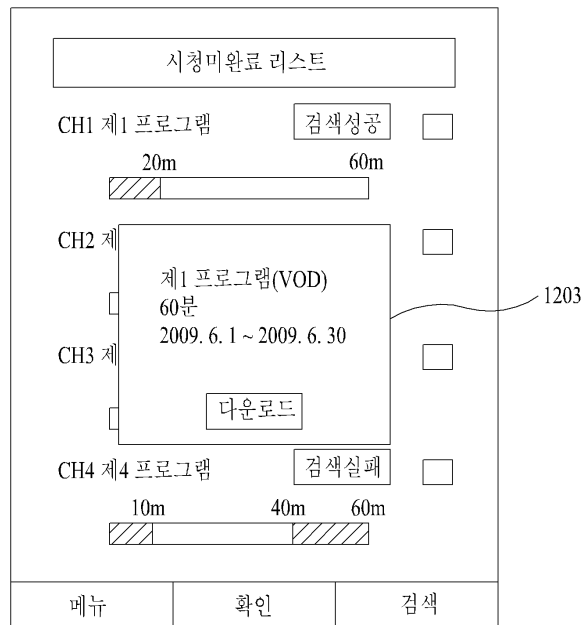 시청미완료 리스트
CH1 제1 프로그램 검색성공
20m 60m
CH2 제
제1 프로그램(VOD)
60분
2009. 6. 1 ~ 2009. 6. 30
1203
CH3 제
다운로드
CH4 제4 프로그램 검색실패
10m 40m 60m
메뉴 확인 검색